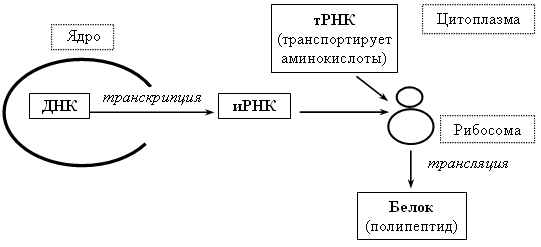 Ядро
тРНК
(транспортирует
аминокислоты)
Цитоплазма
ДНК
транскрипция
иРНК
Рибосома
трансляция
Белок
(полипептид)